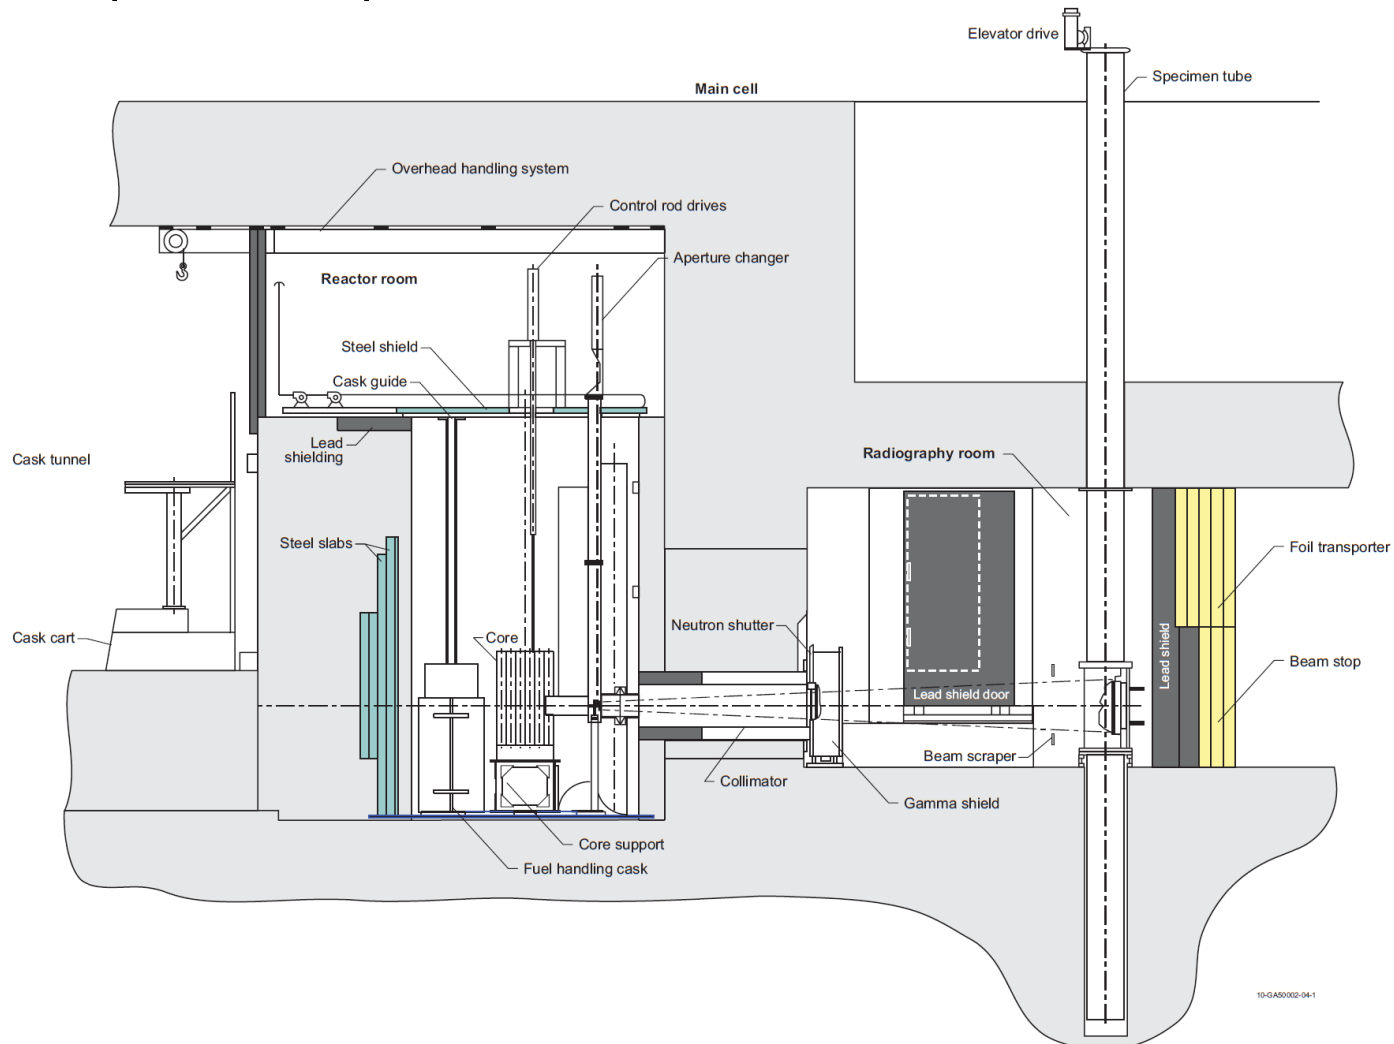 Elevator drive
Specimen tube
Main cell
Overhead handling system
Control rod drives
Aperture changer
Reactor room
Steel shield
Cask guide
Lead
shielding
Cask tunnel
Radiography room
Steel slabs
Foil transporter
Neutron shutter
Core
Cask cart
Lead shield
Beam stop
Lead shield door
Beam scraper
Collimator
Gamma shield
Core support
Fuel handling cask
10-GA50002-04-1